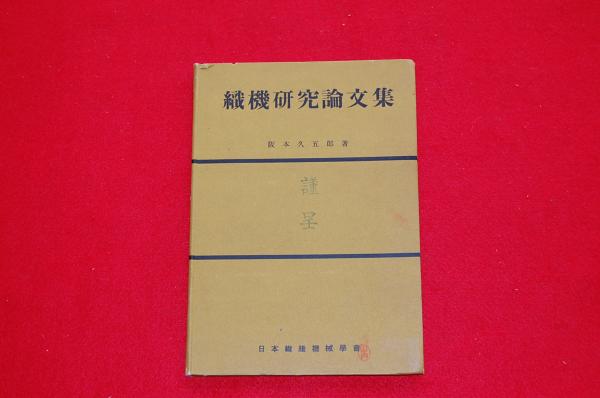 織機研究論文集
阪本久五郎著
謹
呈
日本纎維機械學會